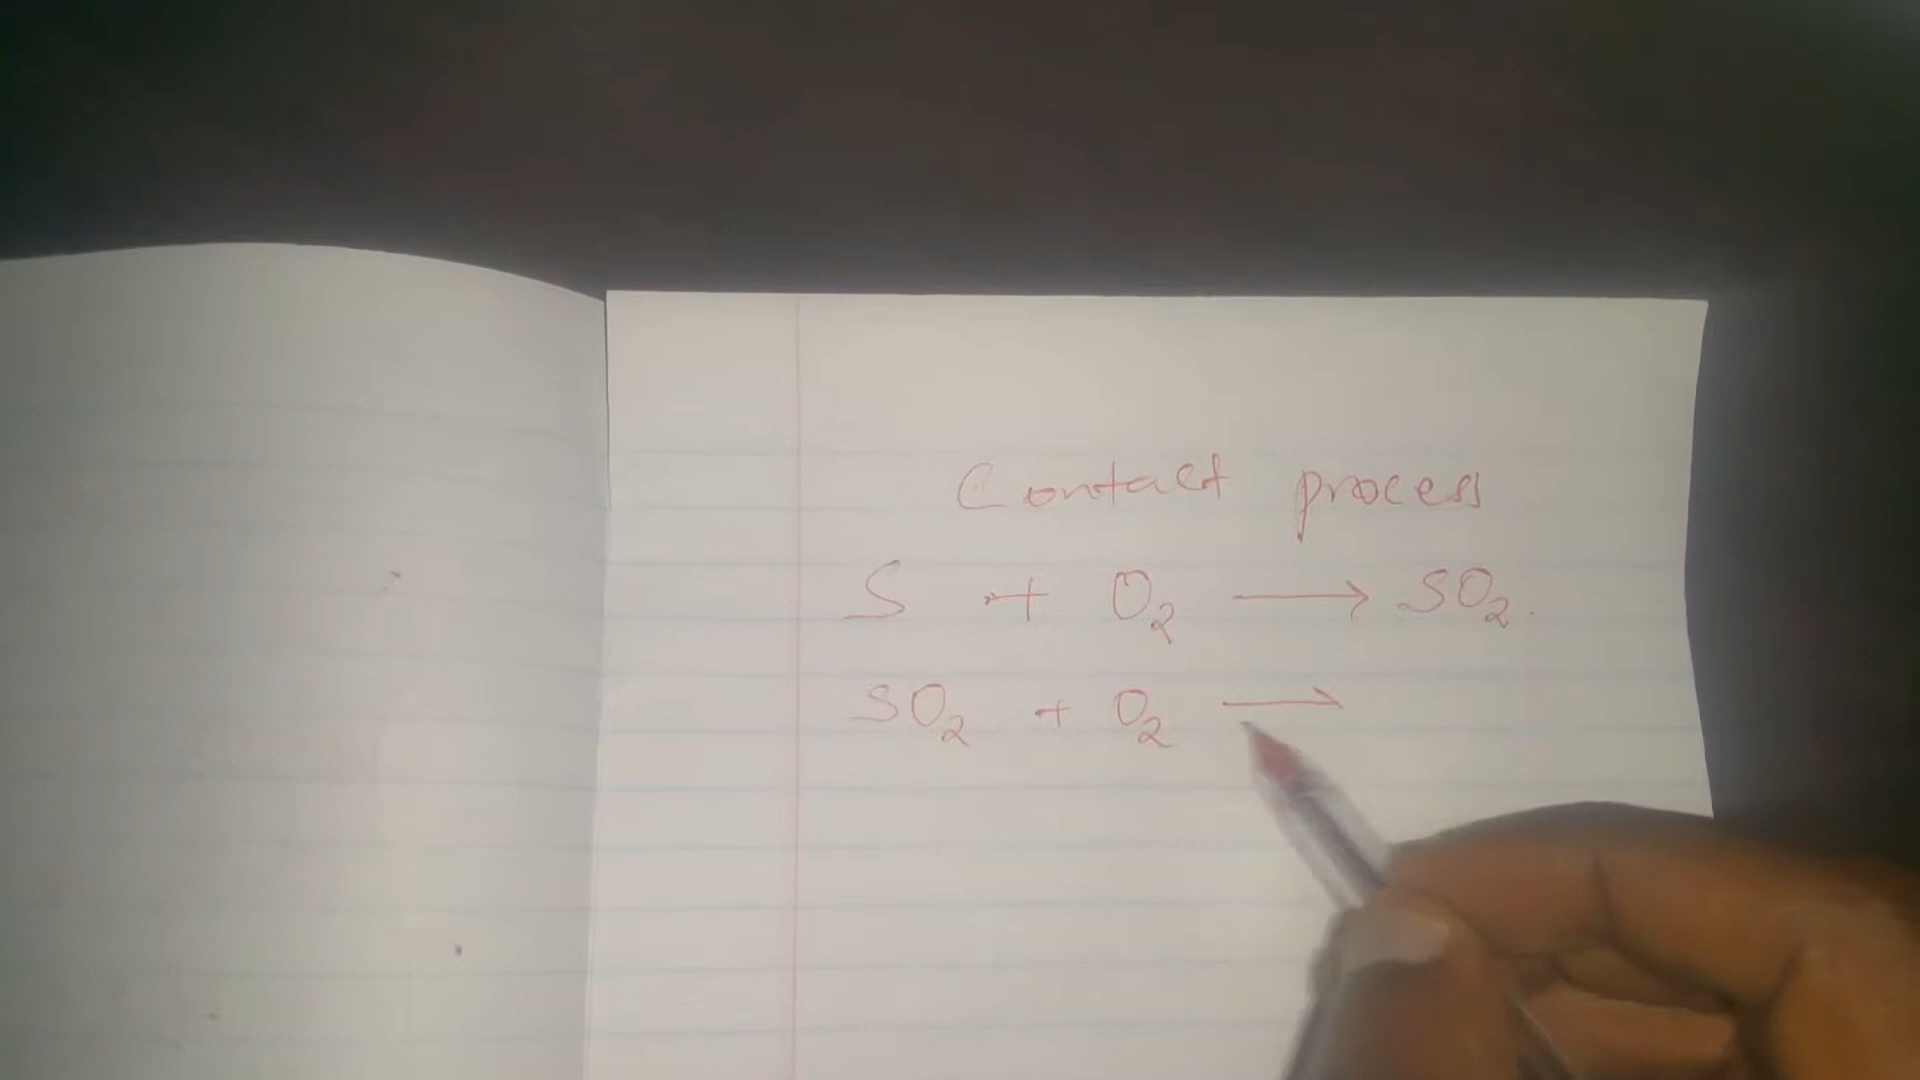 Contact process
S + O₂ ⟶ SO₂.
SO₂ + O₂ ⟶